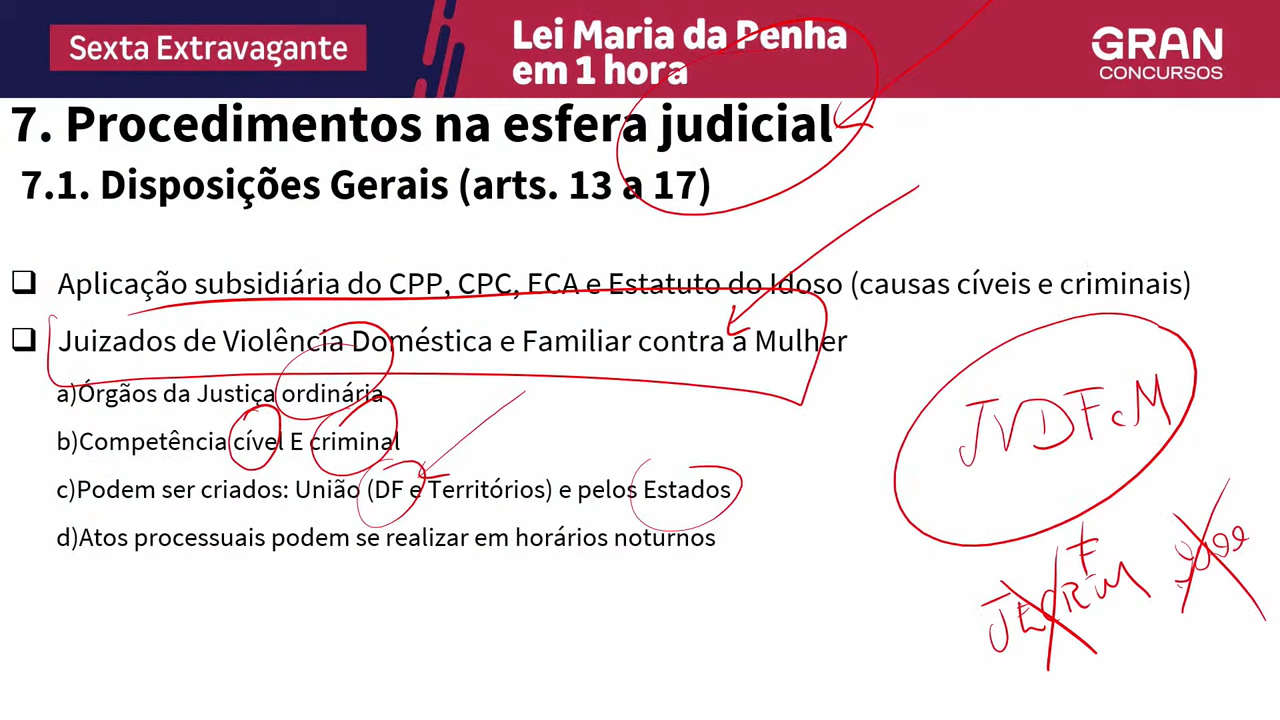 Sexta Extravagante
Lei Maria da Penha
em 1 hora
GRAN
CONCURSOS
7. Procedimentos na esfera judicial
7.1. Disposições Gerais (arts. 13 a 17)
❑ Aplicação subsidiária do CPP, CPC, ECA e Estatuto do Idoso (causas cíveis e criminais)
❑ Juizados de Violência Doméstica e Familiar contra a Mulher
a)Órgãos da Justiça ordinária
b)Competência cível E criminal
c)Podem ser criados: União (DF e Territórios) e pelos Estados
d)Atos processuais podem se realizar em horários noturnos
JVDFcM
F
JECRIM